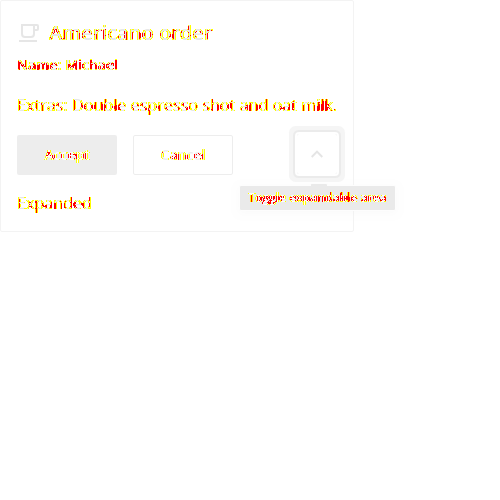 Americano order
Name: Michael
Extras: Double espresso shot and oat milk.
Accept
Cancel
Toggle expandable area
Expanded